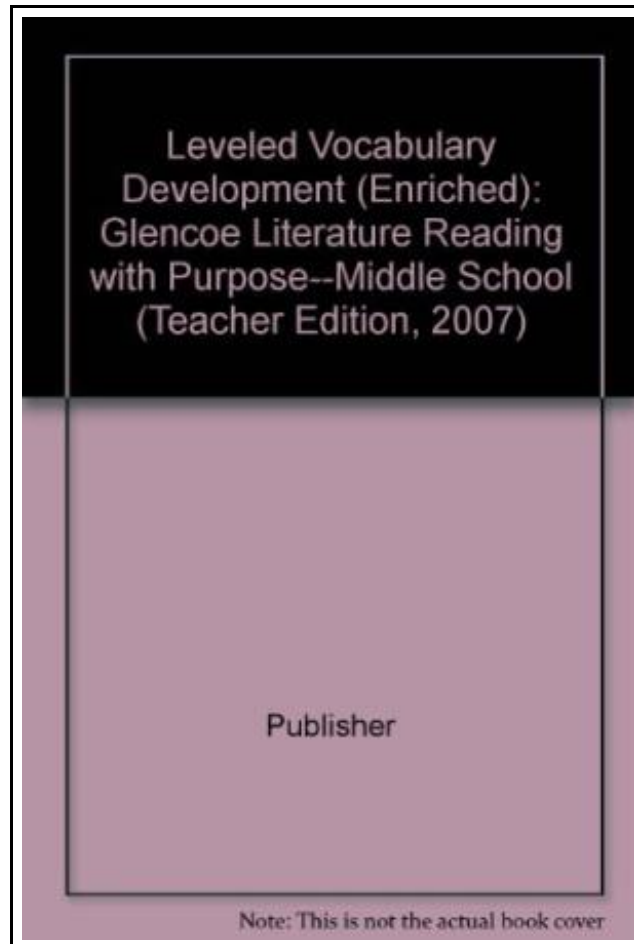 Leveled Vocabulary
Development (Enriched):
Glencoe Literature Reading
with Purpose--Middle School
(Teacher Edition, 2007)
Publisher
Note: This is not the actual book cover